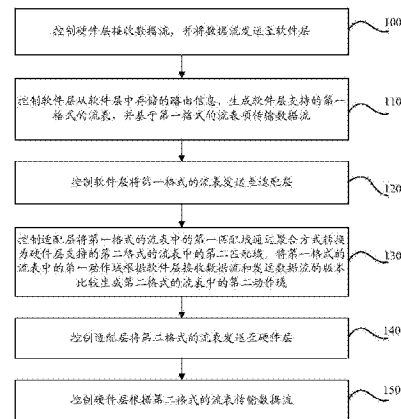 控制硬件层接收数据流，并将数据流发送至软件层
100
控制软件层从软件层中存储的路由信息，生成软件层支持的第一
格式的流表，并基于第一格式的流表项传输数据流
110
控制软件层将第一格式的流表发送至适配层
120
控制适配层将第一格式的流表中的第一匹配域通过聚合方式转换
为硬件层支持的第二格式的流表中的第二匹配域，将第一格式的
流表中的第一动作域根据软件层接收数据流和发送数据流的版本
比较生成第二格式的流表中的第二动作域
130
控制适配层将第二格式的流表发送至硬件层
140
控制硬件层根据第二格式的流表传输数据流
150